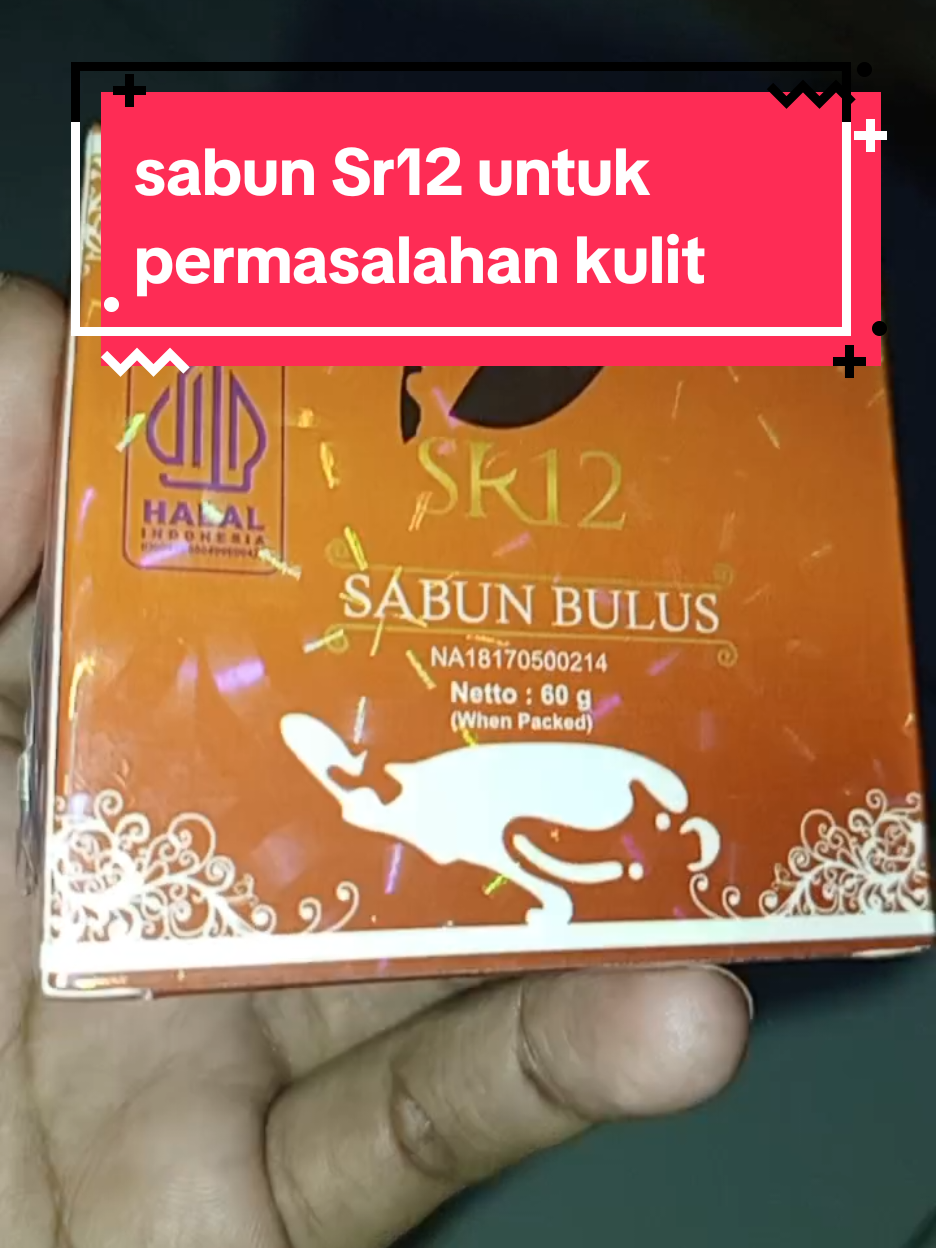 sabun Sr12 untuk
permasalahan kulit
HALAL
INDONESIA
SR12
SABUN BULUS
NA18170500214
Netto : 60 g
(When Packed)